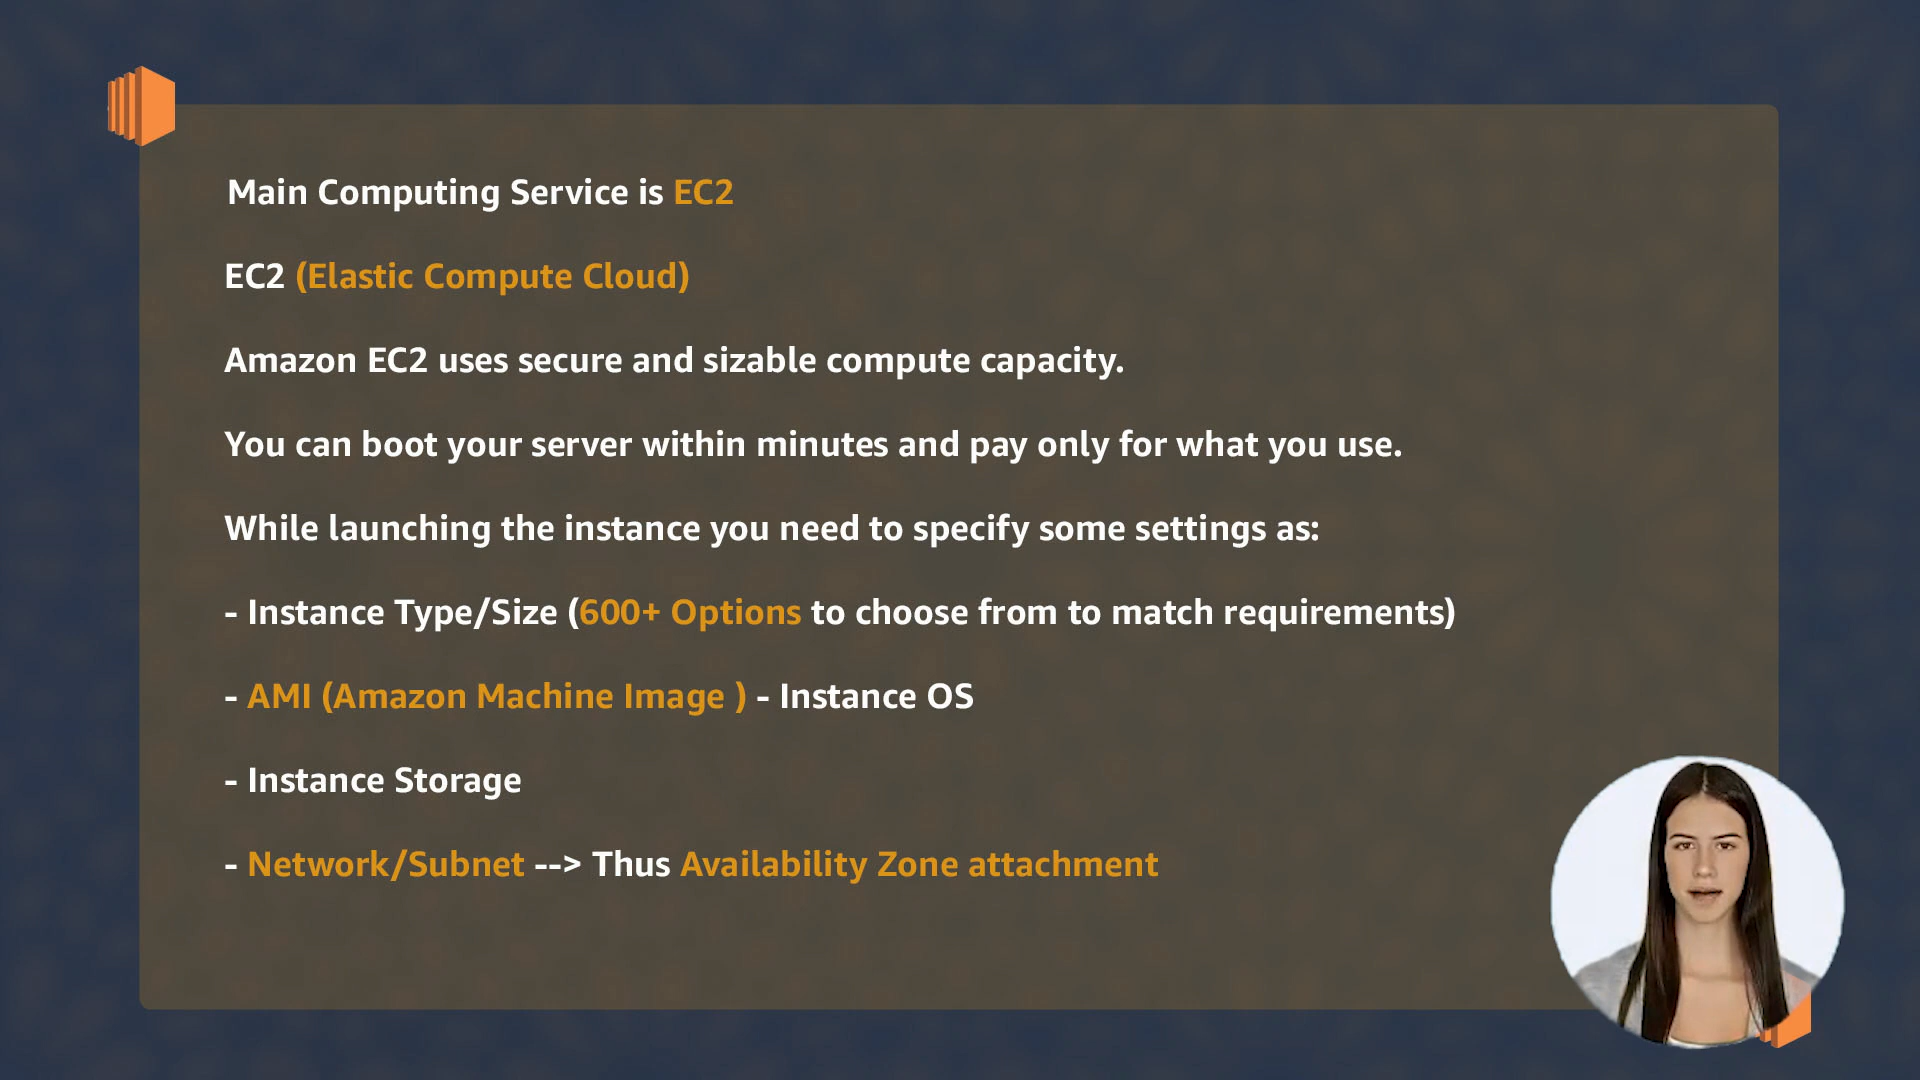 Main Computing Service is EC2
EC2 (Elastic Compute Cloud)
Amazon EC2 uses secure and sizable compute capacity.
You can boot your server within minutes and pay only for what you use.
While launching the instance you need to specify some settings as:
- Instance Type/Size (600+ Options to choose from to match requirements)
- AMI (Amazon Machine Image ) - Instance OS
- Instance Storage
- Network/Subnet --> Thus Availability Zone attachment